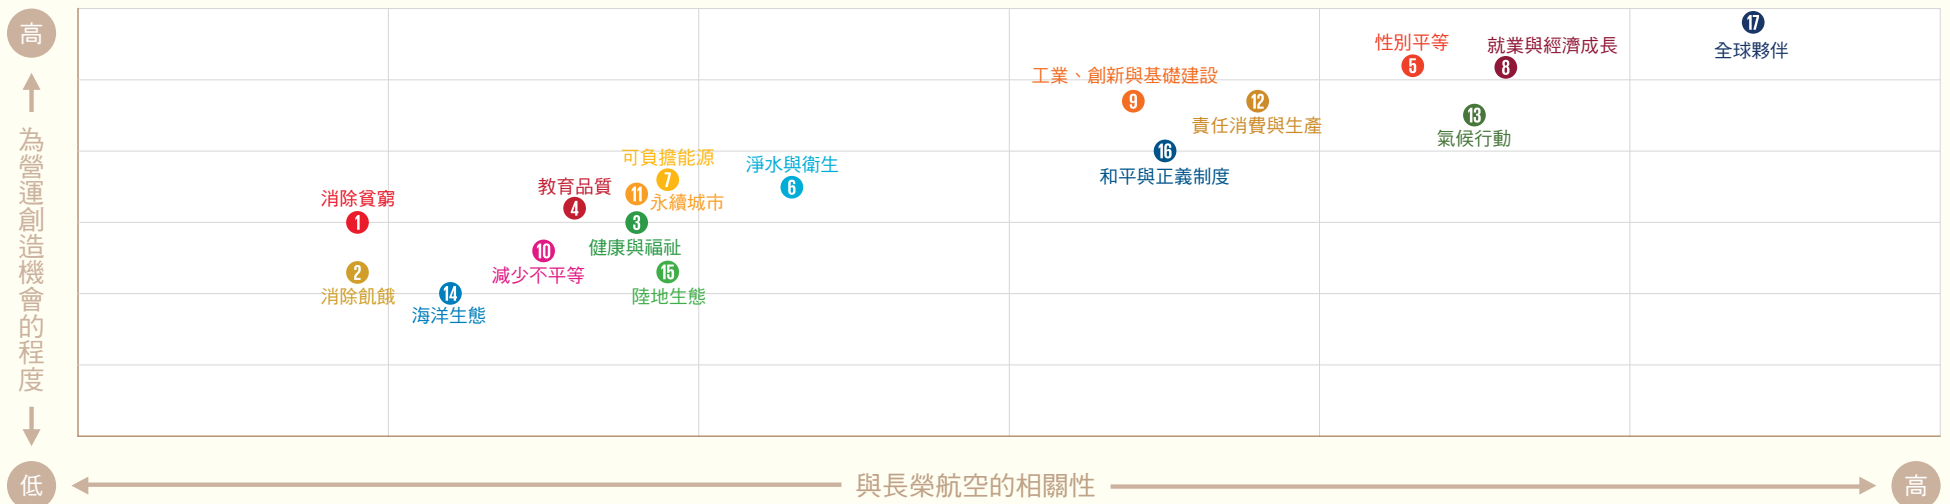 高
為營運創造機會的程度
低
與長榮航空的相關性
高
17
全球夥伴
性別平等
5
就業與經濟成長
8
工業、創新與基礎建設
9
12
責任消費與生產
13
氣候行動
16
和平與正義制度
可負擔能源
7
淨水與衛生
6
11
永續城市
教育品質
4
消除貧窮
1
3
健康與福祉
10
減少不平等
2
消除飢餓
15
陸地生態
14
海洋生態